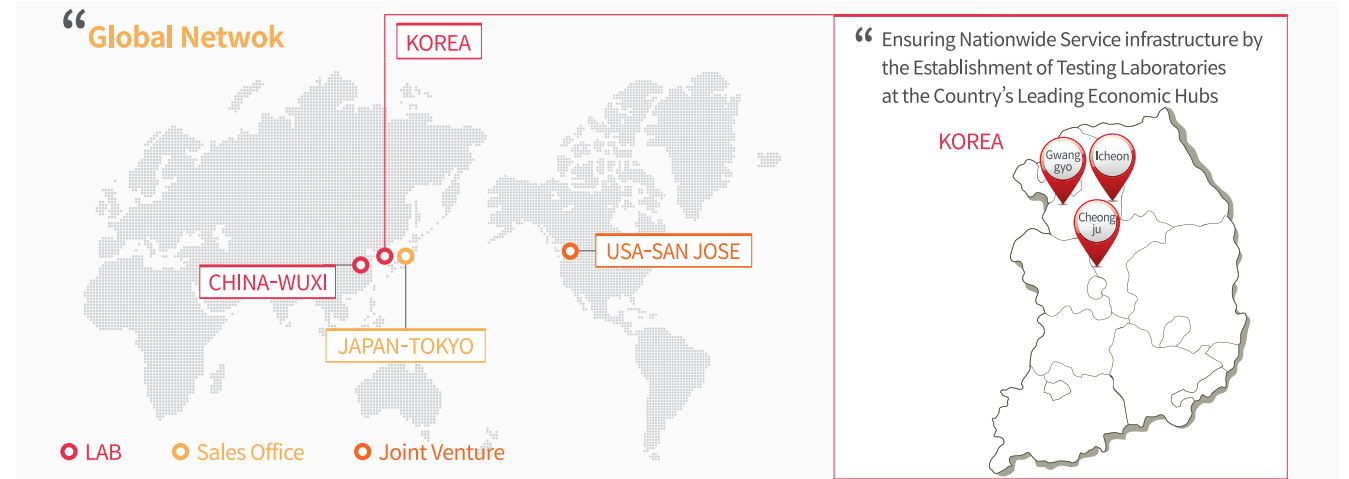 “
Global Netwok
KOREA
CHINA-WUXI
JAPAN-TOKYO
USA-SAN JOSE
LAB
Sales Office
Joint Venture
“ Ensuring Nationwide Service infrastructure by
the Establishment of Testing Laboratories
at the Country's Leading Economic Hubs
KOREA
Gwang
gyo
Icheon
Cheong
ju